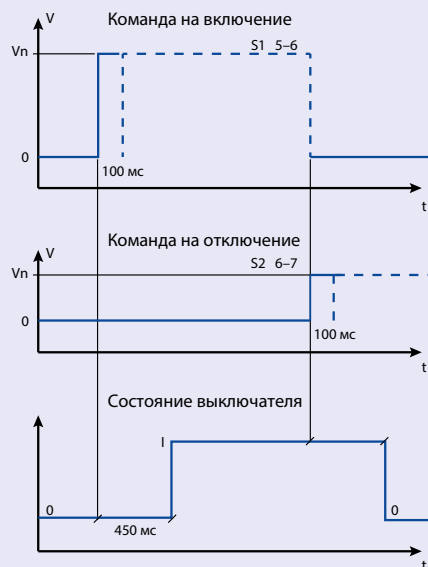 Команда на включение
V
Vn
S1 5–6
0
100 мс
t
Команда на отключение
V
Vn
S2 6–7
0
100 мс
t
Состояние выключателя
I
0
0
450 мс
t